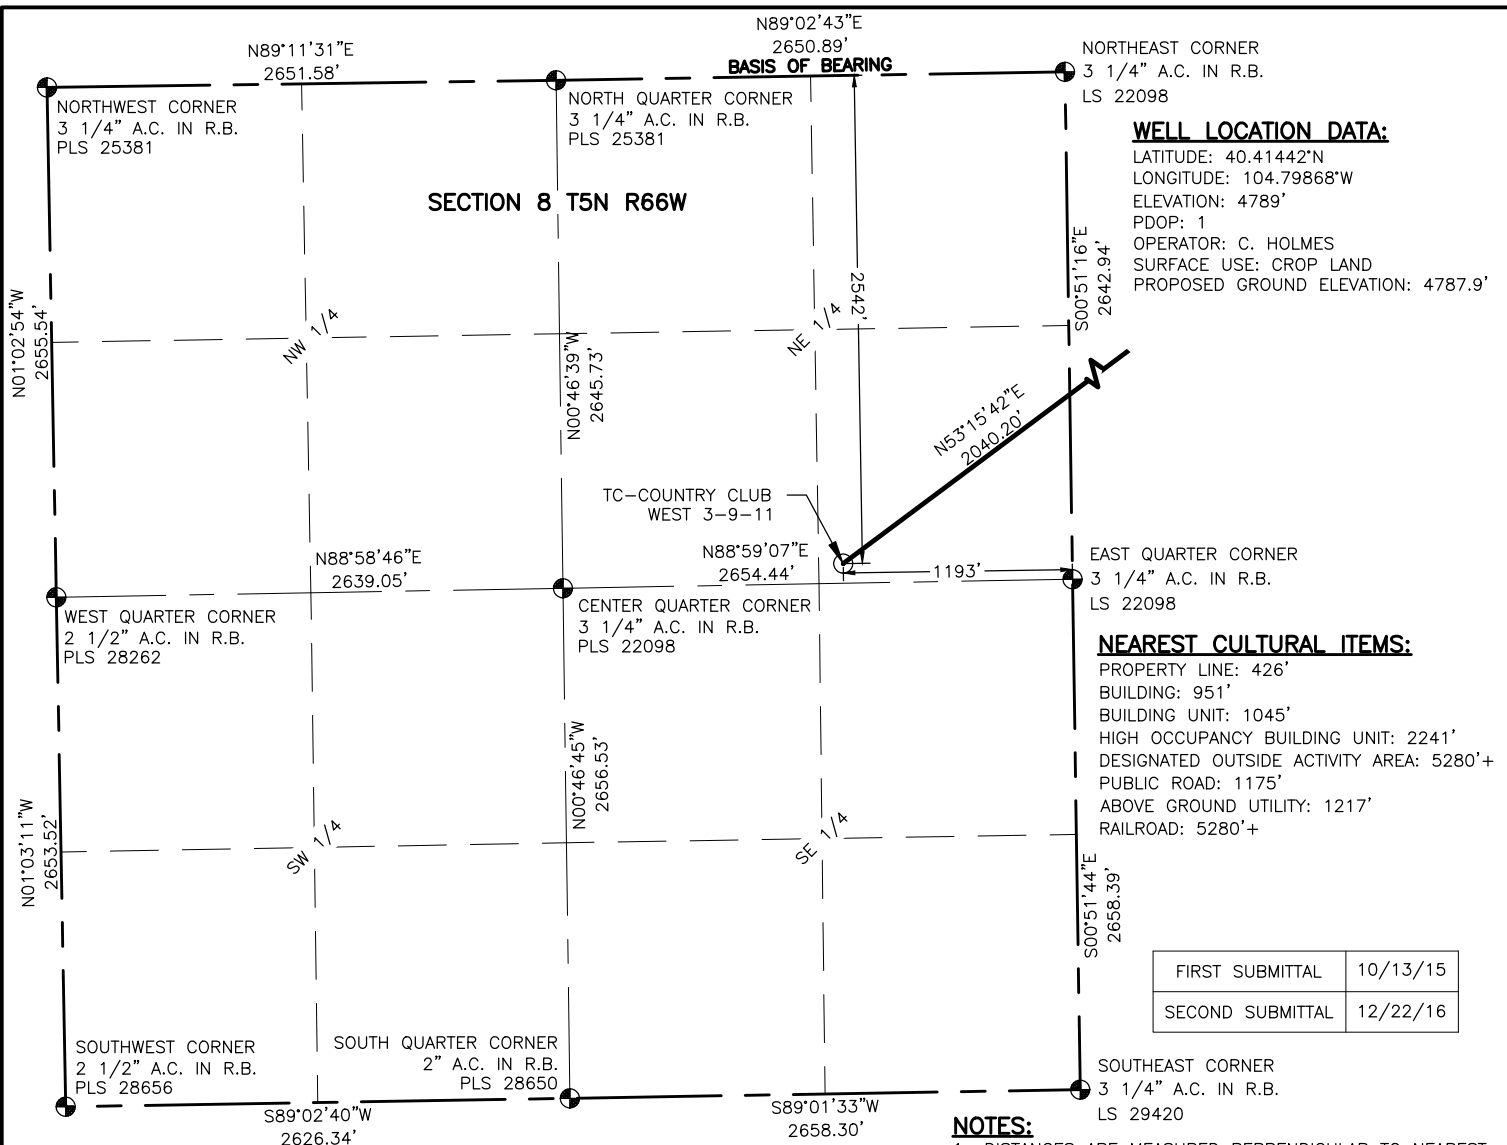 N89°02'43"E
2650.89'
BASIS OF BEARING
N89°11'31"E
2651.58'
NORTHEAST CORNER
3 1/4" A.C. IN R.B.
LS 22098
NORTHWEST CORNER
3 1/4" A.C. IN R.B.
PLS 25381
NORTH QUARTER CORNER
3 1/4" A.C. IN R.B.
PLS 25381
WELL LOCATION DATA:
LATITUDE: 40.41442°N
LONGITUDE: 104.79868°W
ELEVATION: 4789'
PDOP: 1
OPERATOR: C. HOLMES
SURFACE USE: CROP LAND
PROPOSED GROUND ELEVATION: 4787.9'
SECTION 8 T5N R66W
S00°51'16"E
2642.94'
2542'
N01°02'54"W
2655.54'
NW 1/4
N00°46'39"W
2645.73'
NE 1/4
N53°15'42"E
2040.20'
TC-COUNTRY CLUB
WEST 3-9-11
N88°58'46"E
2639.05'
N88°59'07"E
2654.44'
1193'
EAST QUARTER CORNER
3 1/4" A.C. IN R.B.
LS 22098
WEST QUARTER CORNER
2 1/2" A.C. IN R.B.
PLS 28262
CENTER QUARTER CORNER
3 1/4" A.C. IN R.B.
PLS 22098
NEAREST CULTURAL ITEMS:
PROPERTY LINE: 426'
BUILDING: 951'
BUILDING UNIT: 1045'
HIGH OCCUPANCY BUILDING UNIT: 2241'
DESIGNATED OUTSIDE ACTIVITY AREA: 5280'+
PUBLIC ROAD: 1175'
ABOVE GROUND UTILITY: 1217'
RAILROAD: 5280'+
N01°03'11"W
2653.52'
SW 1/4
N00°46'45"W
2656.53'
SE 1/4
S00°51'44"E
2658.39'
FIRST SUBMITTAL 10/13/15
SECOND SUBMITTAL 12/22/16
SOUTHWEST CORNER
2 1/2" A.C. IN R.B.
PLS 28656
SOUTH QUARTER CORNER
2" A.C. IN R.B.
PLS 28650
SOUTHEAST CORNER
3 1/4" A.C. IN R.B.
LS 29420
S89°02'40"W
2626.34'
S89°01'33"W
2658.30'
NOTES:
1. DISTANCES ARE MEASURED PERPENDICULAR TO NEAREST